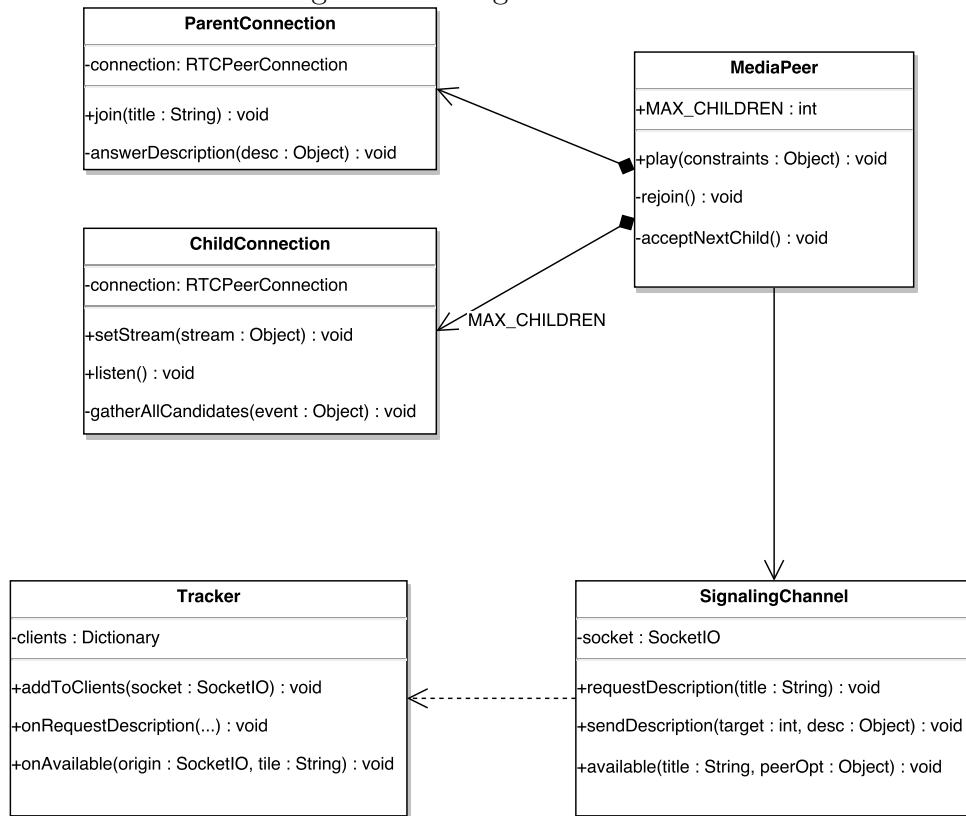 ParentConnection
-connection: RTCPeerConnection
+join(title : String) : void
-answerDescription(desc : Object) : void
MediaPeer
+MAX_CHILDREN : int
+play(constraints : Object) : void
-rejoin() : void
-acceptNextChild() : void
ChildConnection
-connection: RTCPeerConnection
+setStream(stream : Object) : void
+listen() : void
-gatherAllCandidates(event : Object) : void
MAX_CHILDREN
Tracker
-clients : Dictionary
+addToClients(socket : SocketIO) : void
+onRequestDescription(...) : void
+onAvailable(origin : SocketIO, tile : String) : void
SignalingChannel
-socket : SocketIO
+requestDescription(title : String) : void
+sendDescription(target : int, desc : Object) : void
+available(title : String, peerOpt : Object) : void